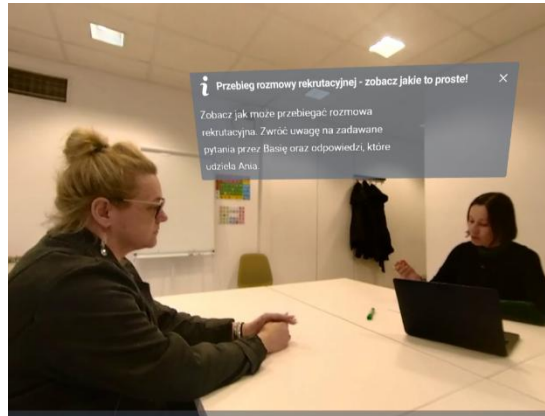 Przebieg rozmowy rekrutacyjnej - zobacz jakie to proste!
Zobacz jak może przebiegać rozmowa
rekrutacyjna. Zwróć uwagę na zadawane
pytania przez Basię oraz odpowiedzi, które
udziela Ania.